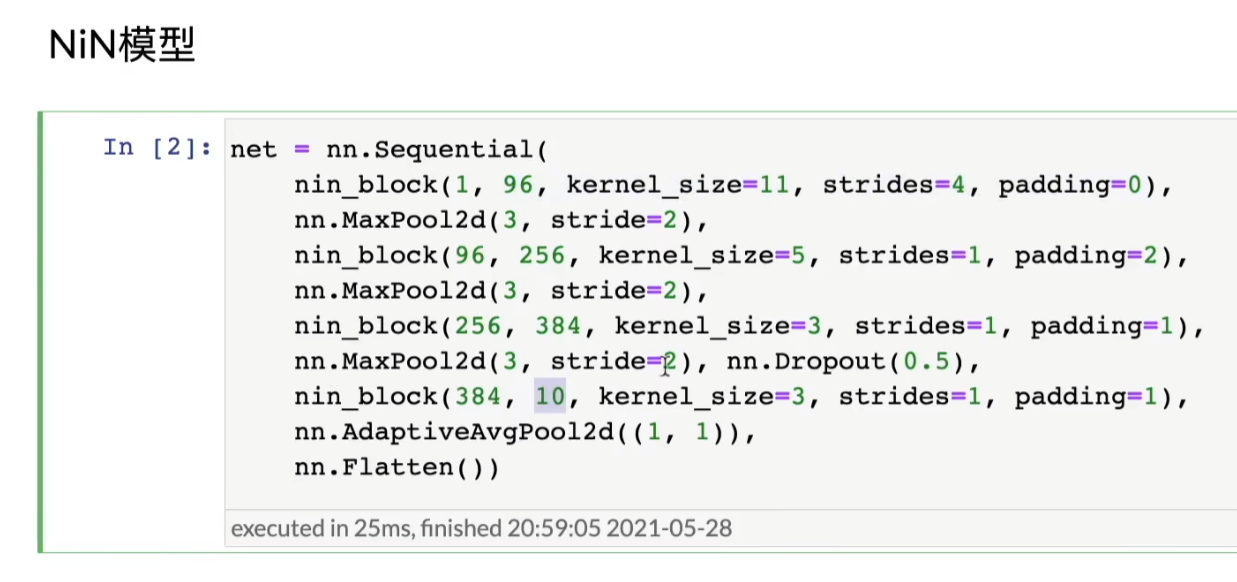 NiN模型
In [2]: net = nn.Sequential(
nin_block(1, 96, kernel_size=11, strides=4, padding=0),
nn.MaxPool2d(3, stride=2),
nin_block(96, 256, kernel_size=5, strides=1, padding=2),
nn.MaxPool2d(3, stride=2),
nin_block(256, 384, kernel_size=3, strides=1, padding=1),
nn.MaxPool2d(3, stride=2), nn.Dropout(0.5),
nin_block(384, 10, kernel_size=3, strides=1, padding=1),
nn.AdaptiveAvgPool2d((1, 1)),
nn.Flatten())
executed in 25ms, finished 20:59:05 2021-05-28